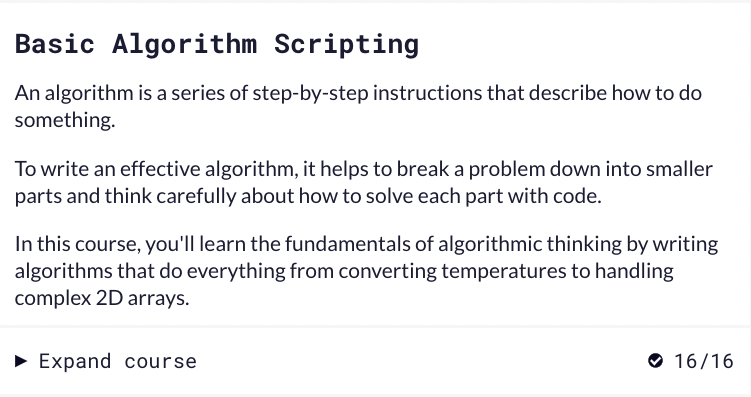 Basic Algorithm Scripting
An algorithm is a series of step-by-step instructions that describe how to do
something.
To write an effective algorithm, it helps to break a problem down into smaller
parts and think carefully about how to solve each part with code.
In this course, you'll learn the fundamentals of algorithmic thinking by writing
algorithms that do everything from converting temperatures to handling
complex 2D arrays.
Expand course 16/16